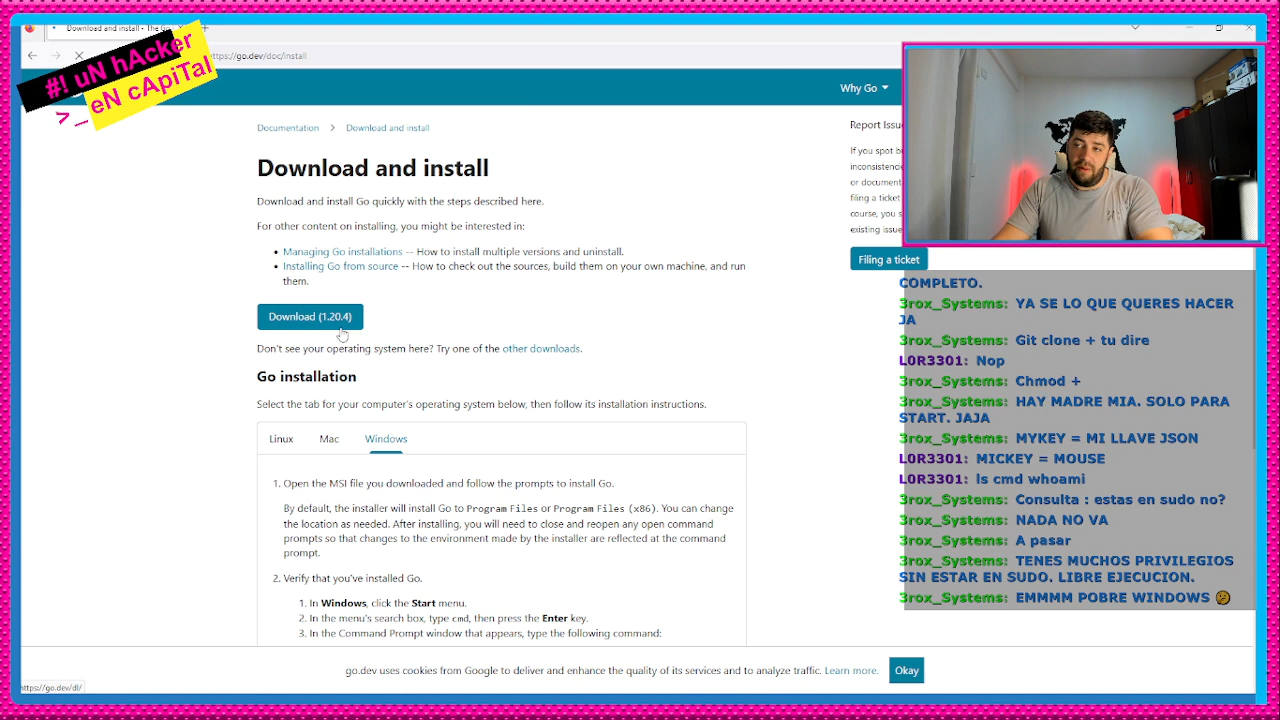 Download and install - The Go
#! uN hAcker
>_ eN cApiTal
https://go.dev/doc/install
Why Go
Documentation > Download and install
Download and install
Download and install Go quickly with the steps described here.
For other content on installing, you might be interested in:
• Managing Go installations -- How to install multiple versions and uninstall.
• Installing Go from source -- How to check out the sources, build them on your own machine, and run
them.
Download (1.20.4)
Don't see your operating system here? Try one of the other downloads.
Go installation
Select the tab for your computer's operating system below, then follow its installation instructions.
Linux Mac Windows
1. Open the MSI file you downloaded and follow the prompts to install Go.
By default, the installer will install Go to Program Files or Program Files (x86). You can change
the location as needed. After installing, you will need to close and reopen any open command
prompts so that changes to the environment made by the installer are reflected at the command
prompt.
2. Verify that you've installed Go.
1. In Windows, click the Start menu.
2. In the menu's search box, type cmd, then press the Enter key.
3. In the Command Prompt window that appears, type the following command:
Report Issu
If you spot b
inconsistenci
or document
filing a ticket
course, you s
existing issue
Filing a ticket
COMPLETO.
3rox_Systems: YA SE LO QUE QUERES HACER
JA
3rox_Systems: Git clone + tu dire
L0R3301: Nop
3rox_Systems: Chmod +
3rox_Systems: HAY MADRE MIA. SOLO PARA
START. JAJA
3rox_Systems: MYKEY = MI LLAVE JSON
L0R3301: MICKEY = MOUSE
L0R3301: ls cmd whoami
3rox_Systems: Consulta : estas en sudo no?
3rox_Systems: NADA NO VA
3rox_Systems: A pasar
3rox_Systems: TENES MUCHOS PRIVILEGIOS
SIN ESTAR EN SUDO. LIBRE EJECUCION.
3rox_Systems: EMMMM POBRE WINDOWS 🤔
go.dev uses cookies from Google to deliver and enhance the quality of its services and to analyze traffic. Learn more. Okay
https://go.dev/dl/